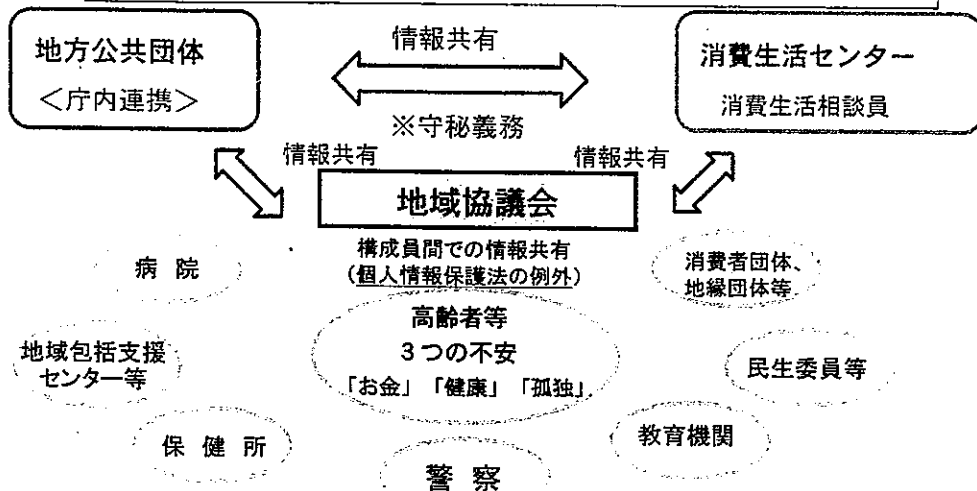 地方公共団体
＜庁内連携＞
情報共有
※守秘義務
消費生活センター
消費生活相談員
情報共有
情報共有
地域協議会
構成員間での情報共有
（個人情報保護法の例外）
病 院
消費者団体、
地縁団体等
高齢者等
３つの不安
「お金」「健康」「孤独」
地域包括支援
センター等
民生委員等
保 健 所
教育機関
警 察